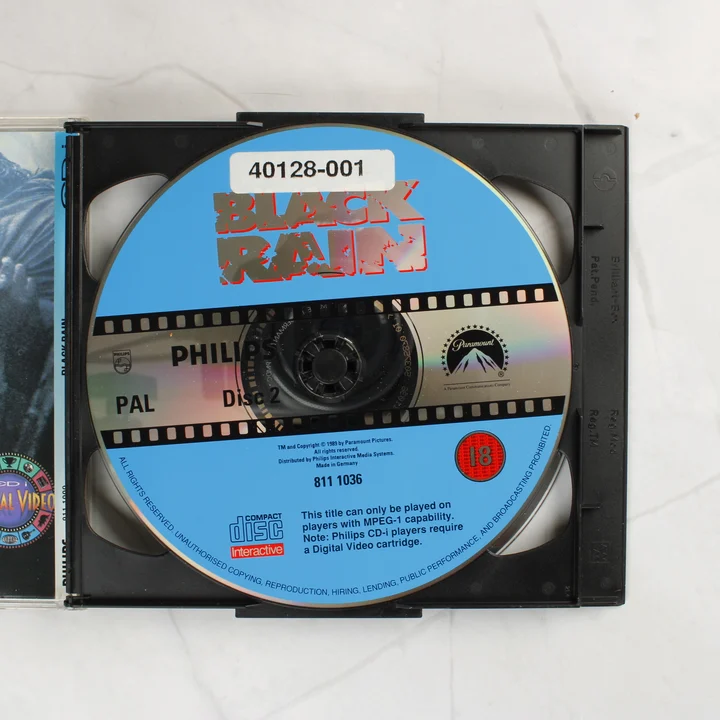 40128-001
BLACK
RAIN
PHILIPS
PHILIPS
Paramount
A Paramount Communications Company
PAL
Disc 2
TM and Copyright © 1989 by Paramount Pictures.
All rights reserved.
Distributed by Philips Interactive Media Systems.
Made in Germany
811 1036
18
COMPACT
disc
Interactive
This title can only be played on
players with MPEG-1 capability.
Note: Philips CD-i players require
a Digital Video cartridge.
ALL RIGHTS RESERVED. UNAUTHORISED COPYING, REPRODUCTION, HIRING, LENDING, PUBLIC PERFORMANCE, AND BROADCASTING PROHIBITED
BLACK RAIN
PHILIPS
Pat.Pend.